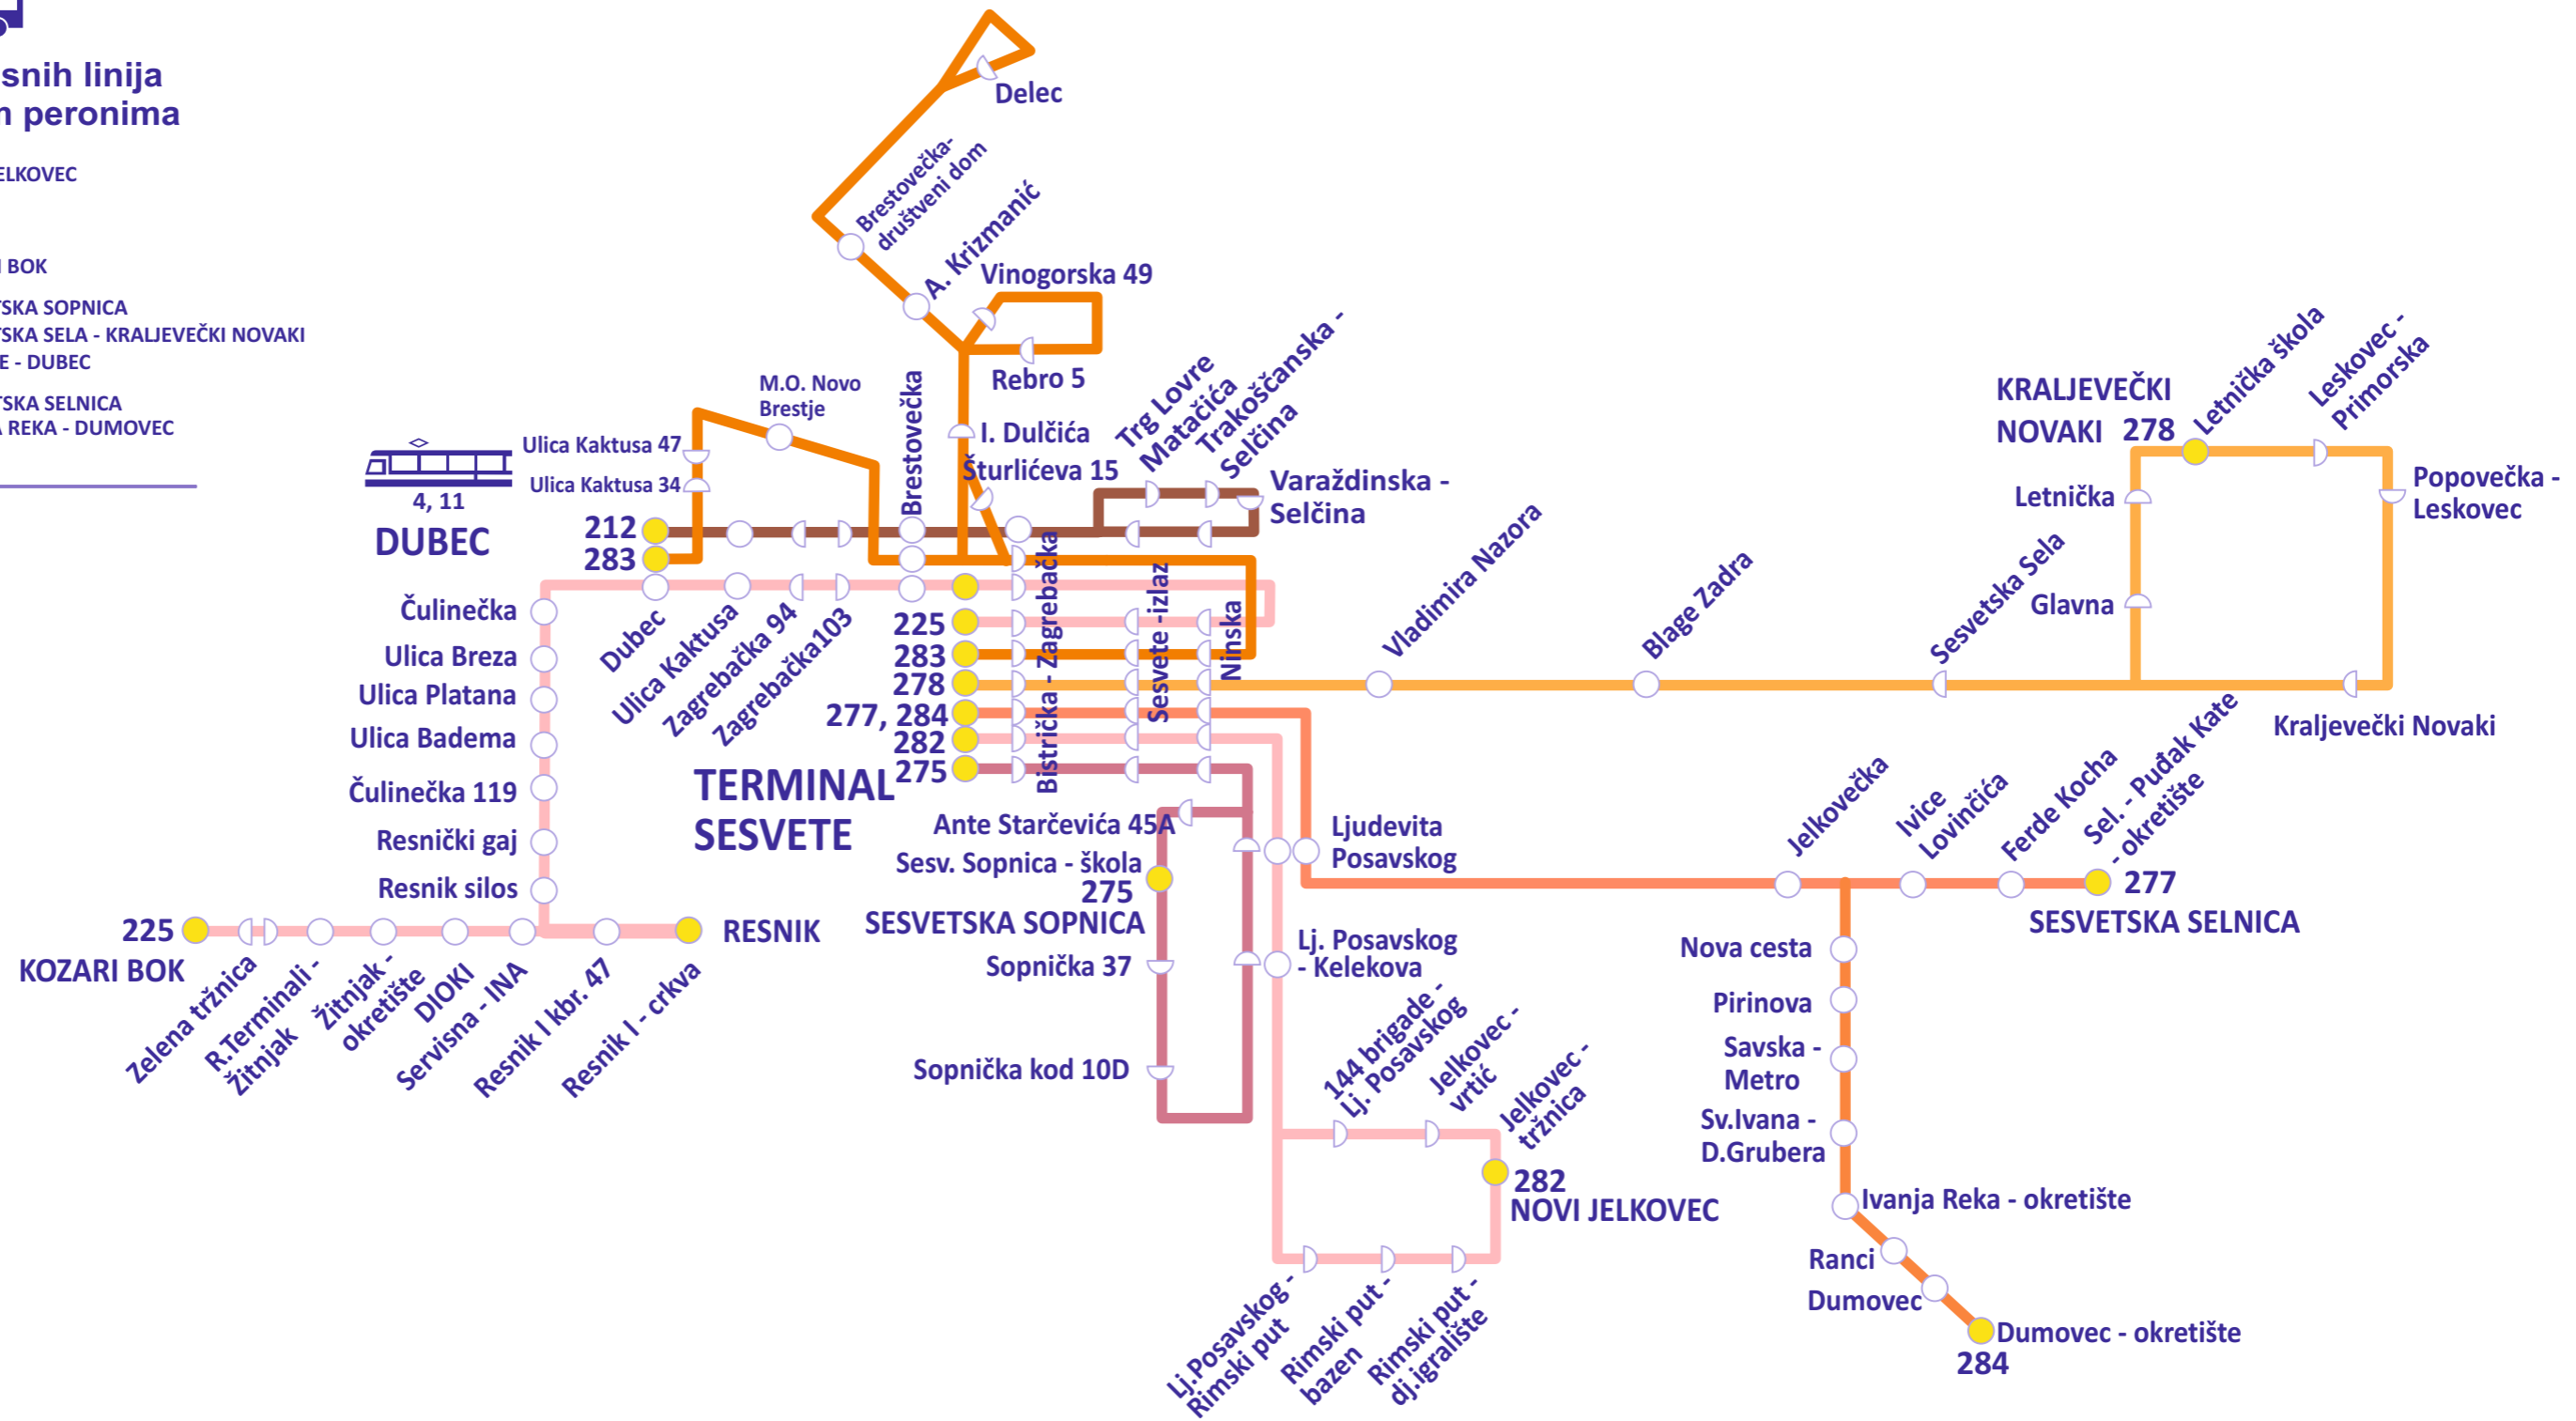 snih linija
m peronima
ELKOVEC
I BOK
TSKA SOPNICA
TSKA SELA - KRALJEVEČKI NOVAKI
E - DUBEC
TSKA SELNICA
A REKA - DUMOVEC
4, 11
DUBEC
212
283
Ulica Kaktusa 47
Ulica Kaktusa 34
M.O. Novo
Brestje
Delec
Brestovečka-
društveni dom
A. Krizmanić
Vinogorska 49
Rebro 5
Brestovečka
I. Dulčića
Šturlićeva 15
Trg Lovre
Matačića
Trakošćanska -
Selčina
Varaždinska -
Selčina
Čulinečka
Ulica Breza
Ulica Platana
Ulica Badema
Čulinečka 119
Resnički gaj
Resnik silos
Dubec
Ulica Kaktusa
Zagrebačka 94
Zagrebačka103
225
283
278
277, 284
282
275
TERMINAL
SESVETE
Bistrička - Zagrebačka
Sesvete -izlaz
Ninska
Vladimira Nazora
Blage Zadra
Sesvetska Sela
KRALJEVEČKI
NOVAKI 278
Letnička škola
Leskovec -
Primorska
Popovečka -
Leskovec
Letnička
Glavna
Kraljevečki Novaki
Ante Starčevića 45A
Sesv. Sopnica - škola
275
SESVETSKA SOPNICA
Sopnička 37
Sopnička kod 10D
Ljudevita
Posavskog
Lj. Posavskog
- Kelekova
Jelkovečka
Ivice
Lovinčića
Ferde Kocha
Sel. - Puđak Kate
- okretište
277
SESVETSKA SELNICA
225
KOZARI BOK
RESNIK
Zelena tržnica
R.Terminali -
Žitnjak
Žitnjak -
okretište
DIOKI
Servisna - INA
Resnik I kbr. 47
Resnik I - crkva
144 brigade -
Lj. Posavskog
Jelkovec -
vrtić
Jelkovec -
tržnica
282
NOVI JELKOVEC
Lj.Posavskog -
Rimski put
Rimski put -
bazen
Rimski put -
dj.igralište
Nova cesta
Pirinova
Savska -
Metro
Sv.Ivana -
D.Grubera
Ivanja Reka - okretište
Ranci
Dumovec
Dumovec - okretište
284